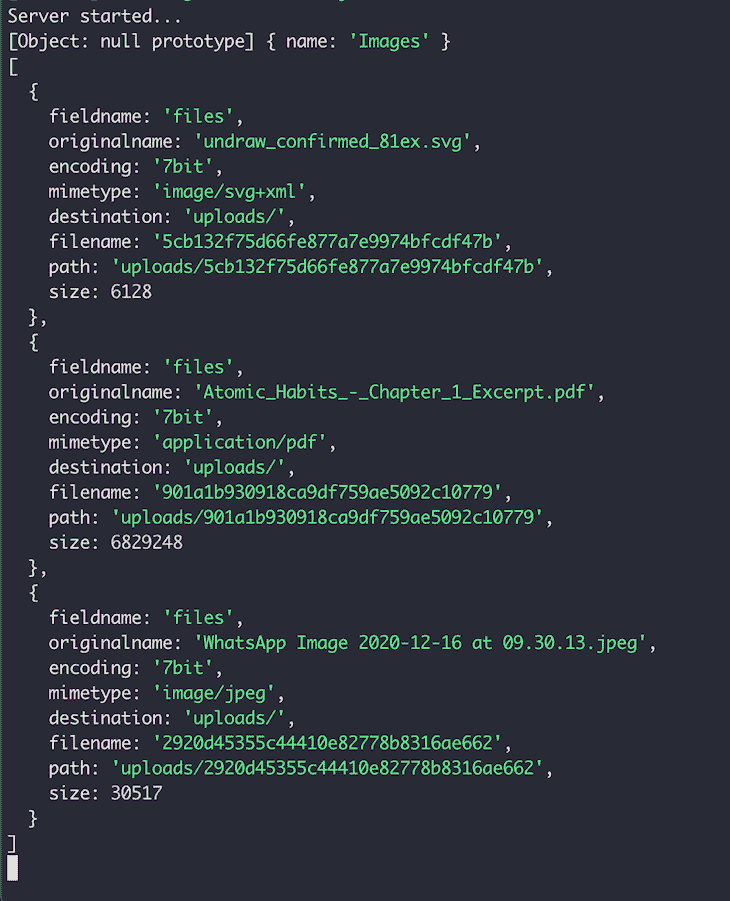 Server started...
[Object: null prototype] { name: 'Images' }
[
  {
    fieldname: 'files',
    originalname: 'undraw_confirmed_81ex.svg',
    encoding: '7bit',
    mimetype: 'image/svg+xml',
    destination: 'uploads/',
    filename: '5cb132f75d66fe877a7e9974bfcdf47b',
    path: 'uploads/5cb132f75d66fe877a7e9974bfcdf47b',
    size: 6128
  },
  {
    fieldname: 'files',
    originalname: 'Atomic_Habits_-_Chapter_1_Excerpt.pdf',
    encoding: '7bit',
    mimetype: 'application/pdf',
    destination: 'uploads/',
    filename: '901a1b930918ca9df759ae5092c10779',
    path: 'uploads/901a1b930918ca9df759ae5092c10779',
    size: 6829248
  },
  {
    fieldname: 'files',
    originalname: 'WhatsApp Image 2020-12-16 at 09.30.13.jpeg',
    encoding: '7bit',
    mimetype: 'image/jpeg',
    destination: 'uploads/',
    filename: '2920d45355c44410e82778b8316ae662',
    path: 'uploads/2920d45355c44410e82778b8316ae662',
    size: 30517
  }
]